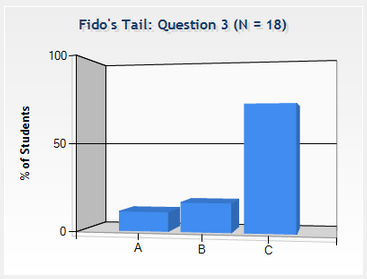 Fido's Tail: Question 3 (N = 18)
% of Students
100
50
0
A
B
C